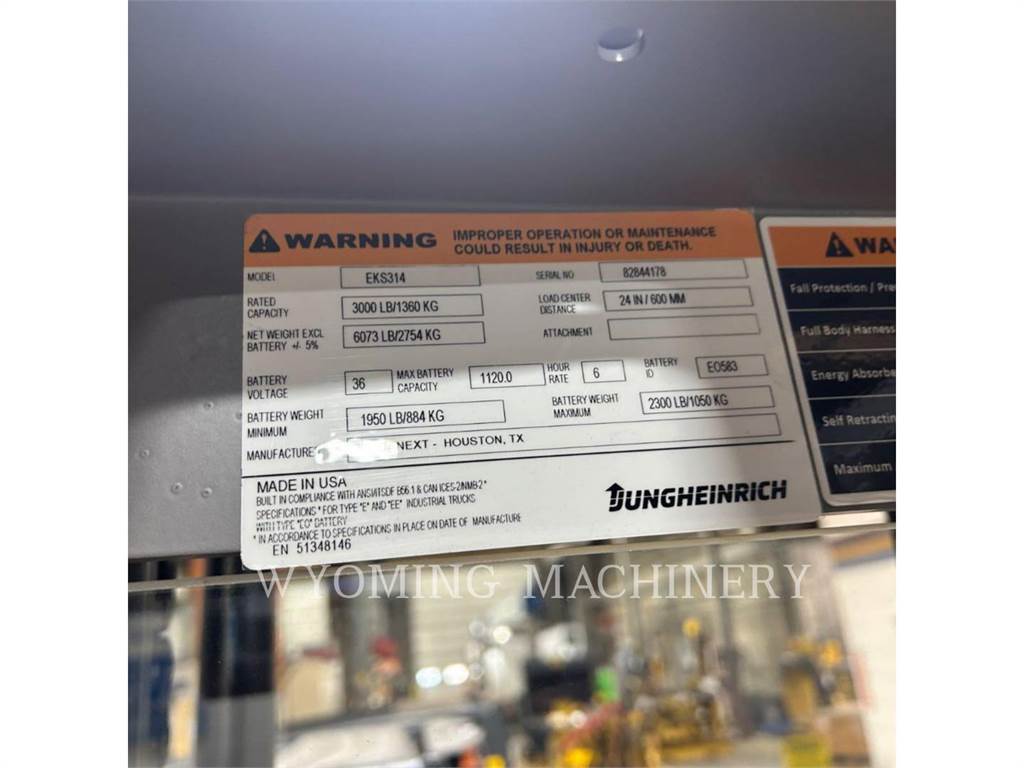 WARNING IMPROPER OPERATION OR MAINTENANCE
COULD RESULT IN INJURY OR DEATH.
MODEL EKS314 SERIAL NO 82844178
RATED CAPACITY 3000 LB/1360 KG LOAD CENTER DISTANCE 24 IN / 600 MM
NET WEIGHT EXCL BATTERY +/- 5% 6073 LB/2754 KG ATTACHMENT
BATTERY VOLTAGE 36 MAX BATTERY CAPACITY 1120.0 HOUR RATE 6 BATTERY ID EO583
BATTERY WEIGHT MINIMUM 1950 LB/884 KG BATTERY WEIGHT MAXIMUM 2300 LB/1050 KG
MANUFACTURE NEXT - HOUSTON, TX
MADE IN USA
BUILT IN COMPLIANCE WITH ANSI/ITSDF B56.1 & CAN ICES-2/NMB-2*
SPECIFICATIONS * FOR TYPE "E" AND "EE" INDUSTRIAL TRUCKS
WITH TYPE "EO" BATTERY
* IN ACCORDANCE TO SPECIFICATIONS IN PLACE ON DATE OF MANUFACTURE
EN 51348146
JUNGHEINRICH
WA
Fall Protection / Pre
Full Body Harness
Energy Absorbe
Self Retractin
Maximum
WYOMING MACHINERY